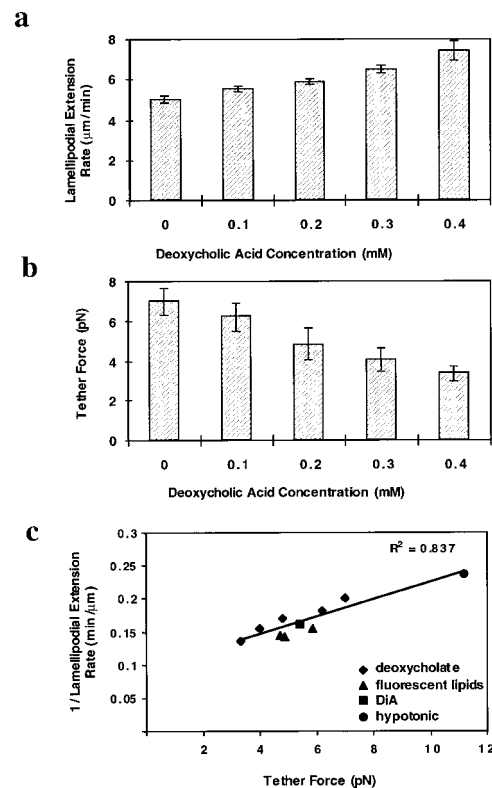 a
Lamellipodial Extension
Rate (μm/min)
8
6
4
2
0
0 0.1 0.2 0.3 0.4
Deoxycholic Acid Concentration (mM)
b
Tether Force (pN)
8
6
4
2
0
0 0.1 0.2 0.3 0.4
Deoxycholic Acid Concentration (mM)
c
1/Lamellipodial Extension
Rate (min/μm)
0.3
0.25
0.20
0.15
0.1
0.05
R² = 0.837
deoxycholate
fluorescent lipids
DiA
hypotonic
2 4 6 8 10 12
Tether Force (pN)